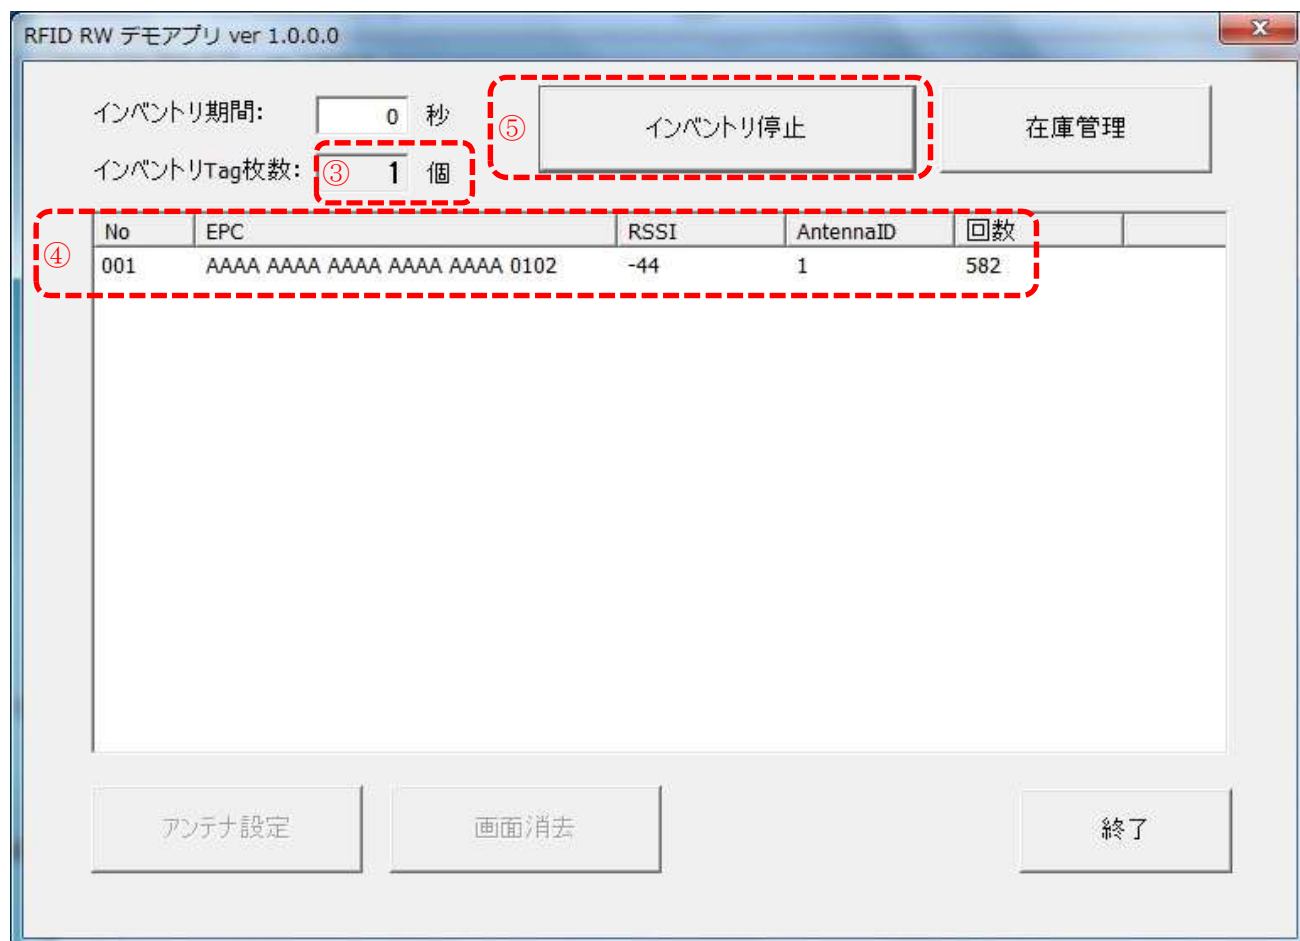 RFID RW デモアプリ ver 1.0.0.0
インベントリ期間: 0 秒
⑤ インベントリ停止
在庫管理
インベントリTag枚数: ③ 1 個
④
No EPC RSSI AntennaID 回数
001 AAAA AAAA AAAA AAAA AAAA 0102 -44 1 582
アンテナ設定
画面消去
終了